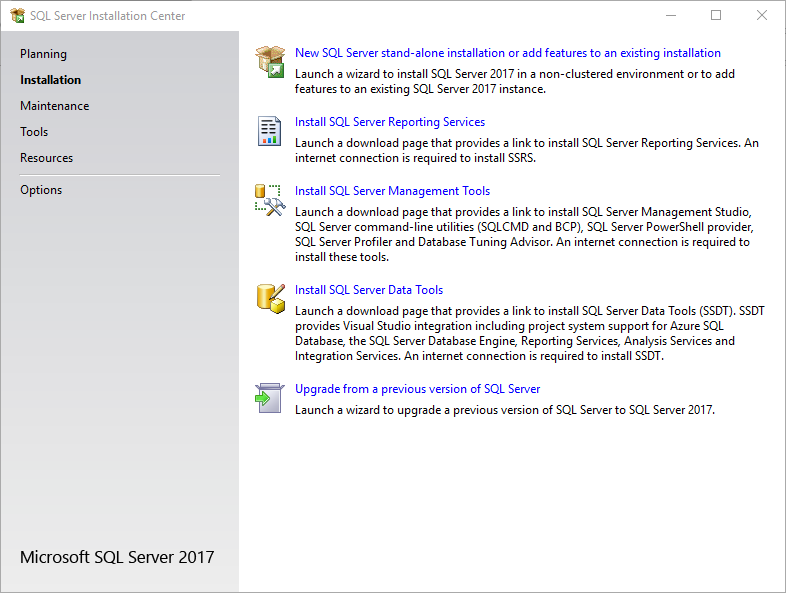 SQL Server Installation Center
Planning
Installation
Maintenance
Tools
Resources
Options
Microsoft SQL Server 2017
New SQL Server stand-alone installation or add features to an existing installation
Launch a wizard to install SQL Server 2017 in a non-clustered environment or to add
features to an existing SQL Server 2017 instance.
Install SQL Server Reporting Services
Launch a download page that provides a link to install SQL Server Reporting Services. An
internet connection is required to install SSRS.
Install SQL Server Management Tools
Launch a download page that provides a link to install SQL Server Management Studio,
SQL Server command-line utilities (SQLCMD and BCP), SQL Server PowerShell provider,
SQL Server Profiler and Database Tuning Advisor. An internet connection is required to
install these tools.
Install SQL Server Data Tools
Launch a download page that provides a link to install SQL Server Data Tools (SSDT). SSDT
provides Visual Studio integration including project system support for Azure SQL
Database, the SQL Server Database Engine, Reporting Services, Analysis Services and
Integration Services. An internet connection is required to install SSDT.
Upgrade from a previous version of SQL Server
Launch a wizard to upgrade a previous version of SQL Server to SQL Server 2017.